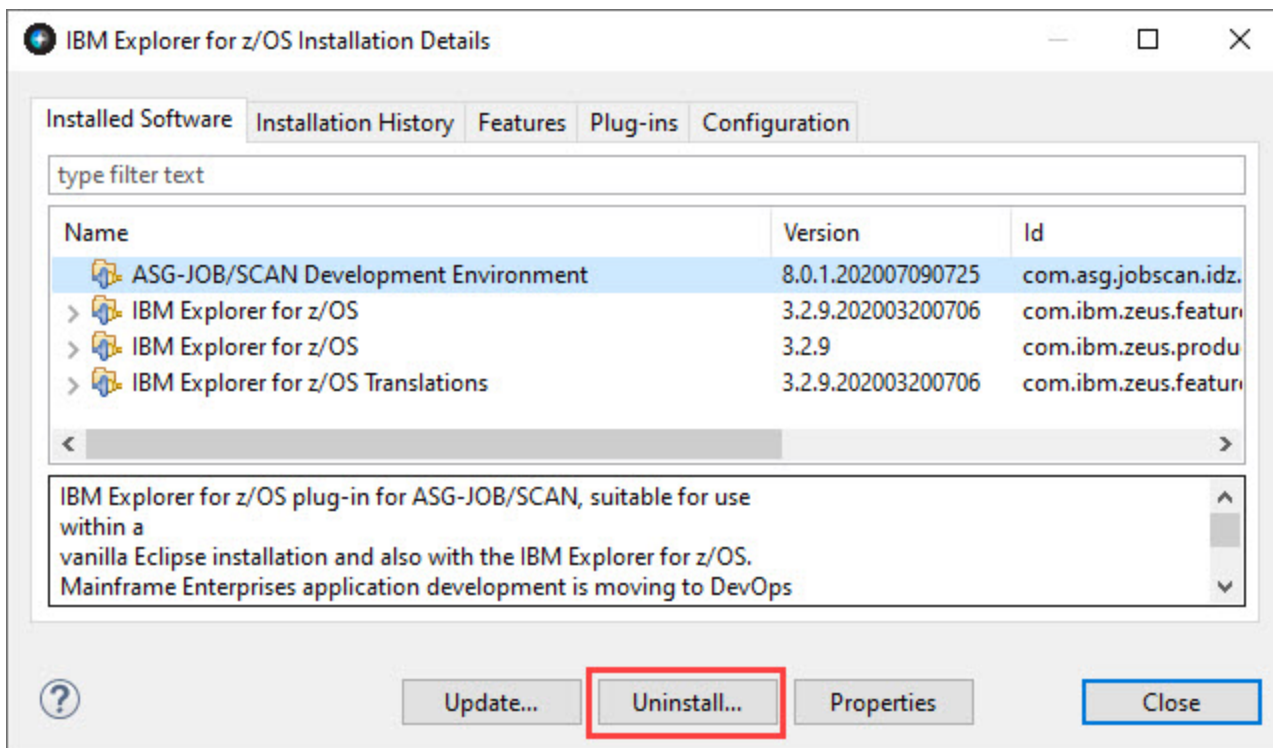 IBM Explorer for z/OS Installation Details
Installed Software Installation History Features Plug-ins Configuration
type filter text
Name Version Id
ASG-JOB/SCAN Development Environment 8.0.1.202007090725 com.asg.jobscan.idz.
IBM Explorer for z/OS 3.2.9.202003200706 com.ibm.zeus.featur
IBM Explorer for z/OS 3.2.9 com.ibm.zeus.produ
IBM Explorer for z/OS Translations 3.2.9.202003200706 com.ibm.zeus.featur
IBM Explorer for z/OS plug-in for ASG-JOB/SCAN, suitable for use
within a
vanilla Eclipse installation and also with the IBM Explorer for z/OS.
Mainframe Enterprises application development is moving to DevOps
? Update... Uninstall... Properties Close